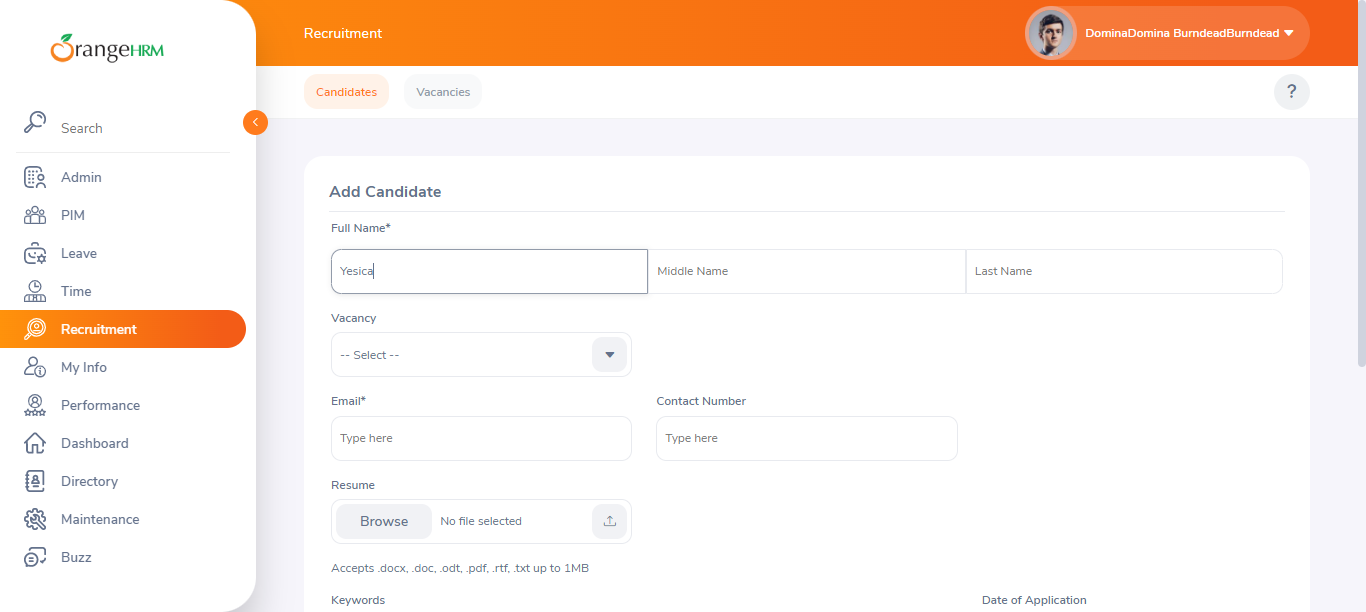 OrangeHRM
Recruitment
DominaDomina BurndeadBurndead
Candidates
Vacancies
?
Search
Admin
PIM
Leave
Time
Recruitment
My Info
Performance
Dashboard
Directory
Maintenance
Buzz
Add Candidate
Full Name*
Yesica
Middle Name
Last Name
Vacancy
-- Select --
Email*
Contact Number
Type here
Type here
Resume
Browse
No file selected
Accepts .docx, .doc, .odt, .pdf, .rtf, .txt up to 1MB
Keywords
Date of Application